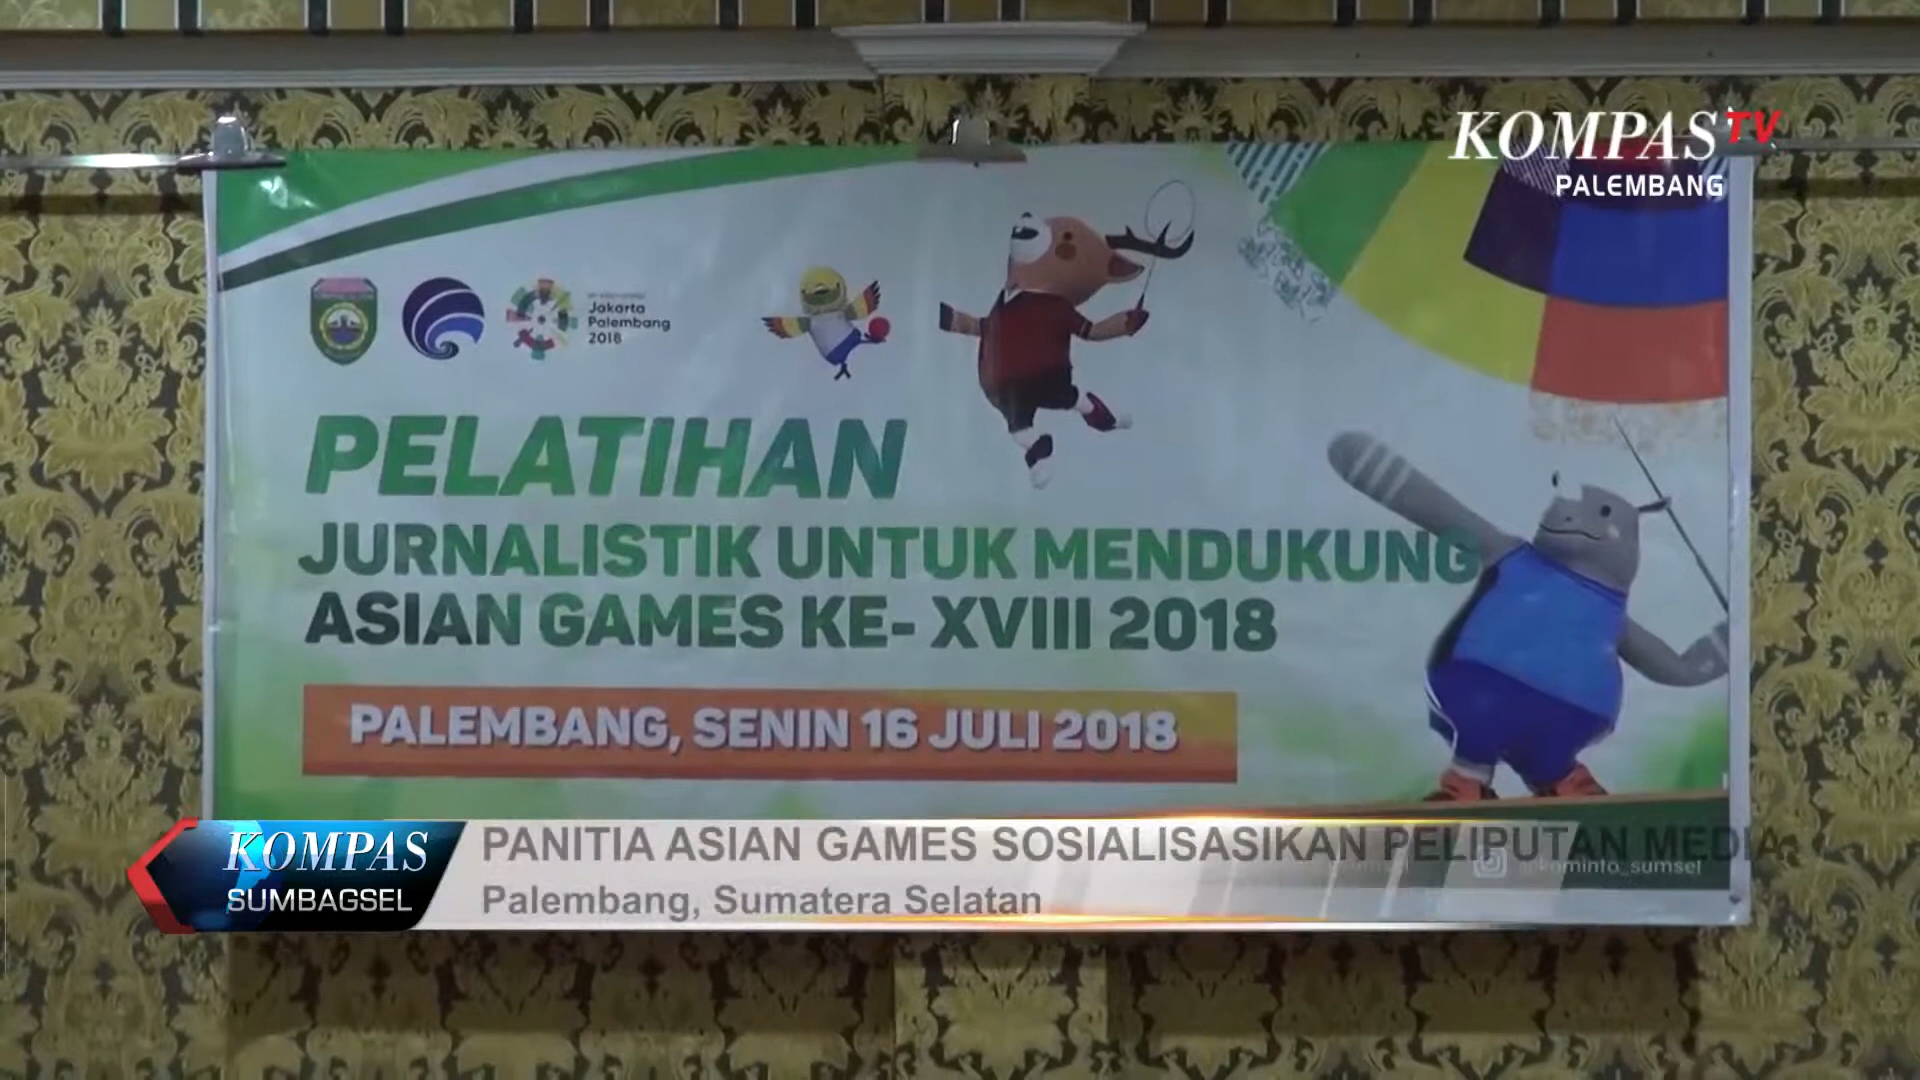 KOMPAS TV
PALEMBANG
Jakarta
Palembang
2018
PELATIHAN
JURNALISTIK UNTUK MENDUKUNG
ASIAN GAMES KE- XVIII 2018
PALEMBANG, SENIN 16 JULI 2018
KOMPAS
SUMBAGSEL
PANITIA ASIAN GAMES SOSIALISASIKAN PELIPUTAN MEDIA
Palembang, Sumatera Selatan